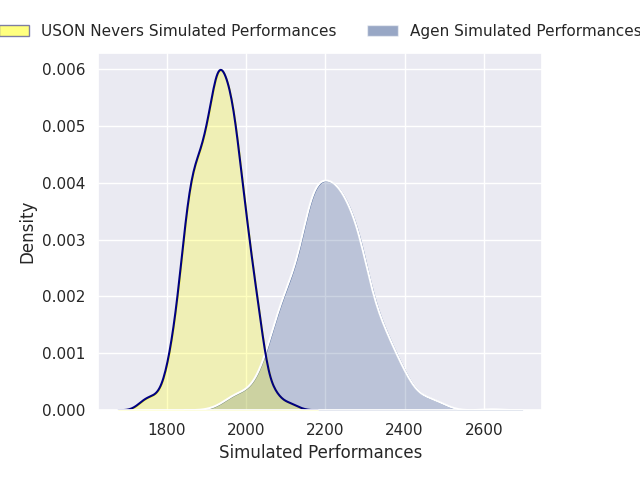 USON Nevers Simulated Performances Agen Simulated Performances
0.006
0.005
0.004
0.003
0.002
0.001
0.000
Density
1800 2000 2200 2400 2600
Simulated Performances